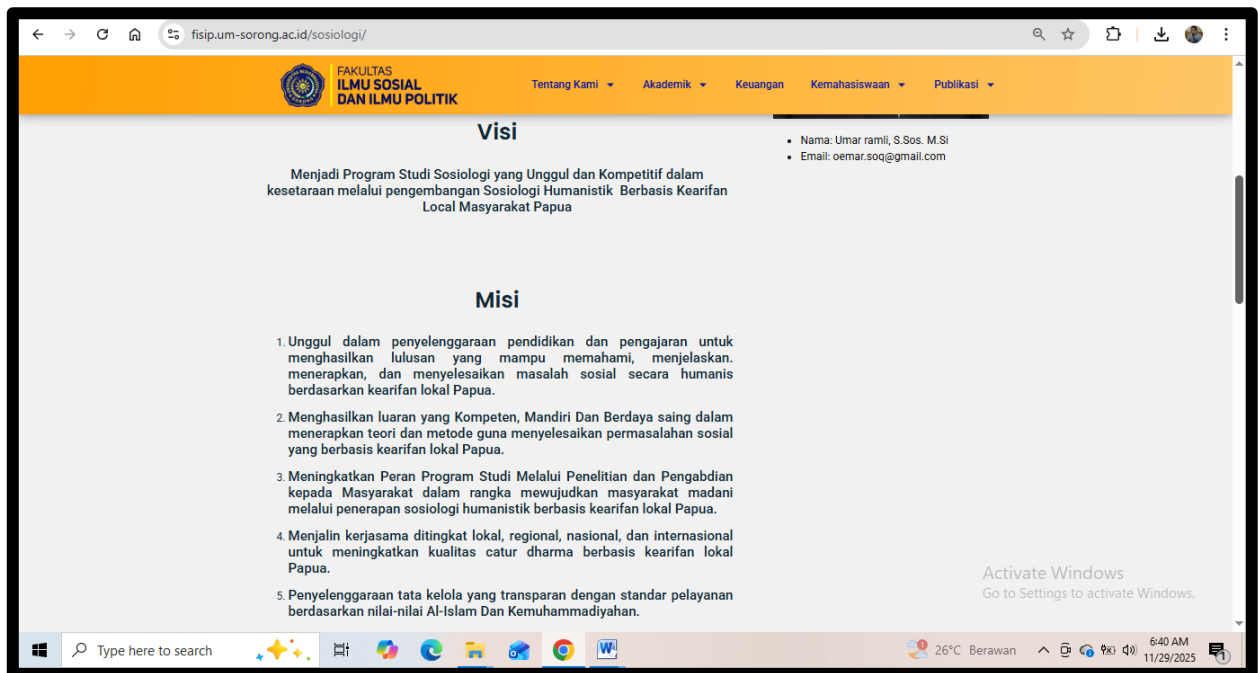 fisip.um-sorong.ac.id/sosiologi/
FAKULTAS
ILMU SOSIAL
DAN ILMU POLITIK
Tentang Kami Akademik Keuangan Kemahasiswaan Publikasi
Visi
Menjadi Program Studi Sosiologi yang Unggul dan Kompetitif dalam
kesetaraan melalui pengembangan Sosiologi Humanistik Berbasis Kearifan
Local Masyarakat Papua
• Nama: Umar ramli, S.Sos. M.Si
• Email: oemar.soq@gmail.com
Misi
1. Unggul dalam penyelenggaraan pendidikan dan pengajaran untuk
menghasilkan lulusan yang mampu memahami, menjelaskan.
menerapkan, dan menyelesaikan masalah sosial secara humanis
berdasarkan kearifan lokal Papua.
2. Menghasilkan luaran yang Kompeten, Mandiri Dan Berdaya saing dalam
menerapkan teori dan metode guna menyelesaikan permasalahan sosial
yang berbasis kearifan lokal Papua.
3. Meningkatkan Peran Program Studi Melalui Penelitian dan Pengabdian
kepada Masyarakat dalam rangka mewujudkan masyarakat madani
melalui penerapan sosiologi humanistik berbasis kearifan lokal Papua.
4. Menjalin kerjasama ditingkat lokal, regional, nasional, dan internasional
untuk meningkatkan kualitas catur dharma berbasis kearifan lokal
Papua.
5. Penyelenggaraan tata kelola yang transparan dengan standar pelayanan
berdasarkan nilai-nilai Al-Islam Dan Kemuhammadiyahan.
Activate Windows
Go to Settings to activate Windows.
Type here to search
26°C Berawan
6:40 AM
11/29/2025
1